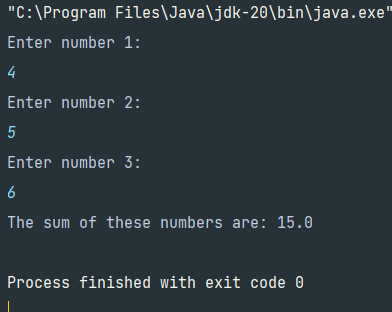 "C:\Program Files\Java\jdk-20\bin\java.exe"
Enter number 1:
4
Enter number 2:
5
Enter number 3:
6
The sum of these numbers are: 15.0
Process finished with exit code 0